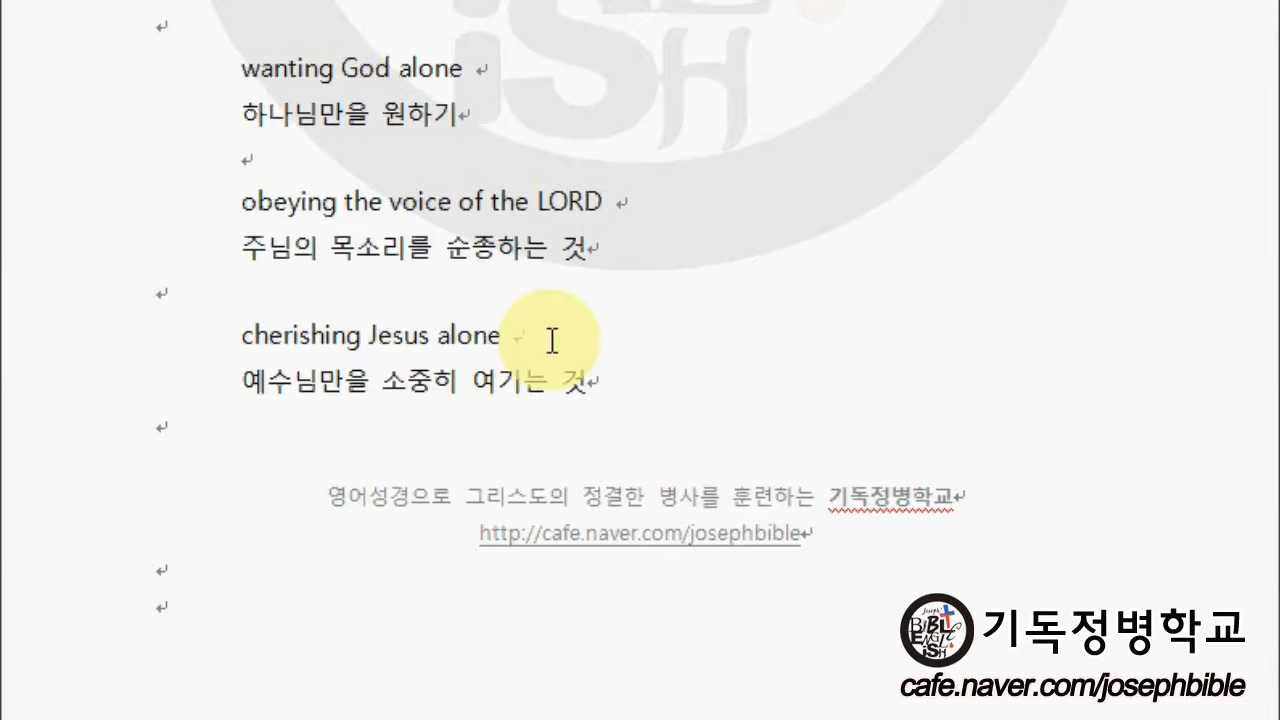 wanting God alone
하나님만을 원하기
obeying the voice of the LORD
주님의 목소리를 순종하는 것
cherishing Jesus alone
예수님만을 소중히 여기는 것
영어성경으로 그리스도의 정결한 병사를 훈련하는 기독정병학교
http://cafe.naver.com/josephbible
Joseph's
BIBLE
ENGLISH
기독정병학교
cafe.naver.com/josephbible